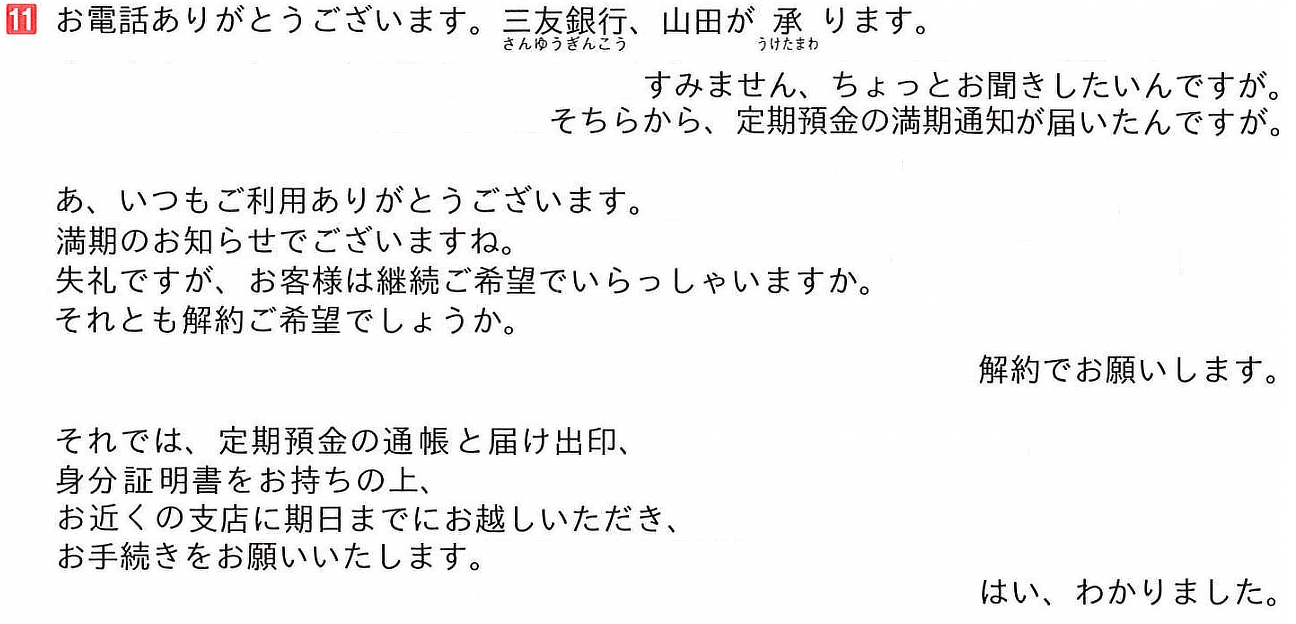 11 お電話ありがとうございます。三友銀行、山田が承ります。
さんゆうぎんこう うけたまわ
すみません、ちょっとお聞きしたいんですが。
そちらから、定期預金の満期通知が届いたんですが。
あ、いつもご利用ありがとうございます。
満期のお知らせでございますね。
失礼ですが、お客様は継続ご希望でいらっしゃいますか。
それとも解約ご希望でしょうか。
解約でお願いします。
それでは、定期預金の通帳と届け出印、
身分証明書をお持ちの上、
お近くの支店に期日までにお越しいただき、
お手続きをお願いいたします。
はい、わかりました。